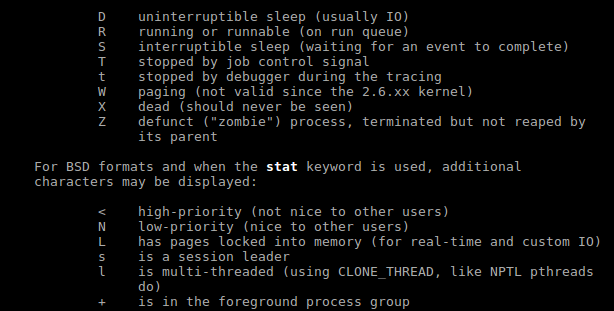 D    uninterruptible sleep (usually IO)
R    running or runnable (on run queue)
S    interruptible sleep (waiting for an event to complete)
T    stopped by job control signal
t    stopped by debugger during the tracing
W    paging (not valid since the 2.6.xx kernel)
X    dead (should never be seen)
Z    defunct ("zombie") process, terminated but not reaped by
its parent
For BSD formats and when the stat keyword is used, additional
characters may be displayed:
<    high-priority (not nice to other users)
N    low-priority (nice to other users)
L    has pages locked into memory (for real-time and custom IO)
s    is a session leader
l    is multi-threaded (using CLONE_THREAD, like NPTL pthreads
do)
+    is in the foreground process group